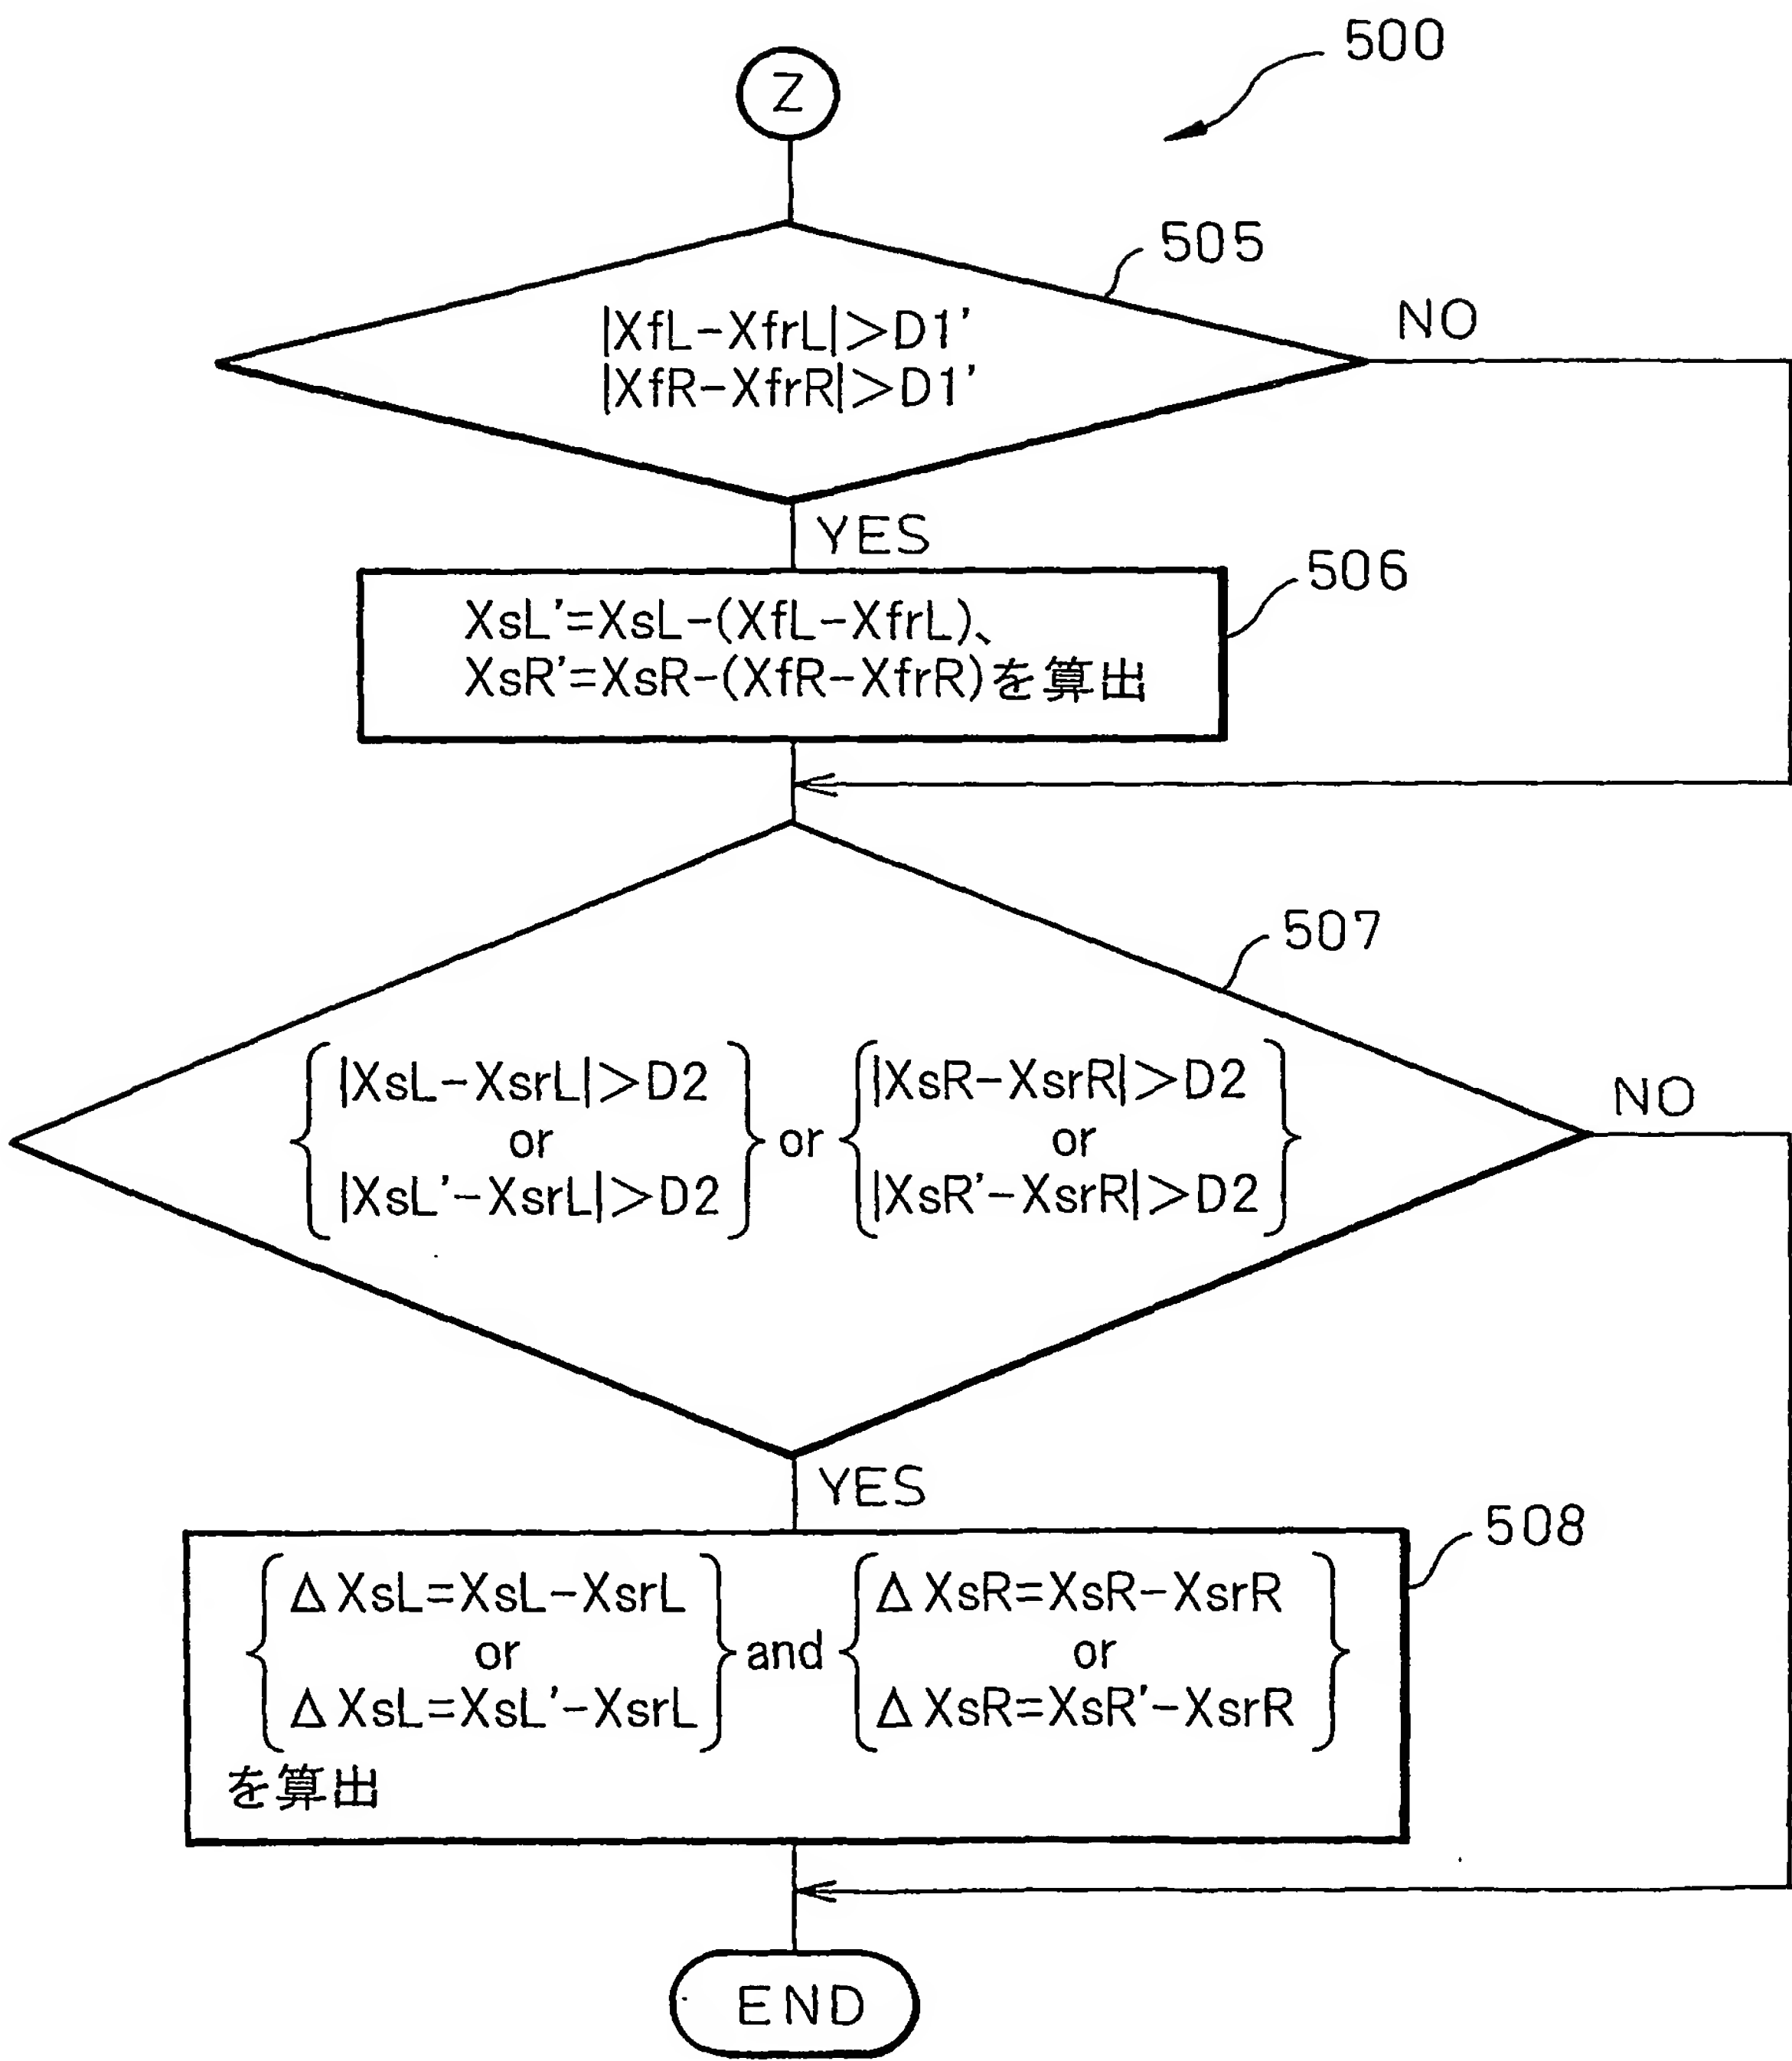 500
Z
505
|XfL-XfrL|>D1'
|XfR-XfrR|>D1'
NO
YES
506
XsL'=XsL-(XfL-XfrL)、
XsR'=XsR-(XfR-XfrR)を算出
507
|XsL-XsrL|>D2
or
|XsL'-XsrL|>D2
or
|XsR-XsrR|>D2
or
|XsR'-XsrR|>D2
NO
YES
508
ΔXsL=XsL-XsrL
or
ΔXsL=XsL'-XsrL
and
ΔXsR=XsR-XsrR
or
ΔXsR=XsR'-XsrR
を算出
END